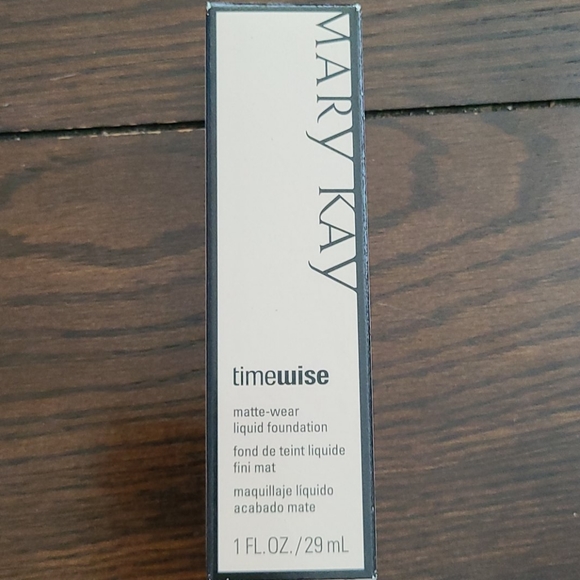 MARY KAY
timewise
matte-wear
liquid foundation
fond de teint liquide
fini mat
maquillaje líquido
acabado mate
1 FL.OZ./29 mL